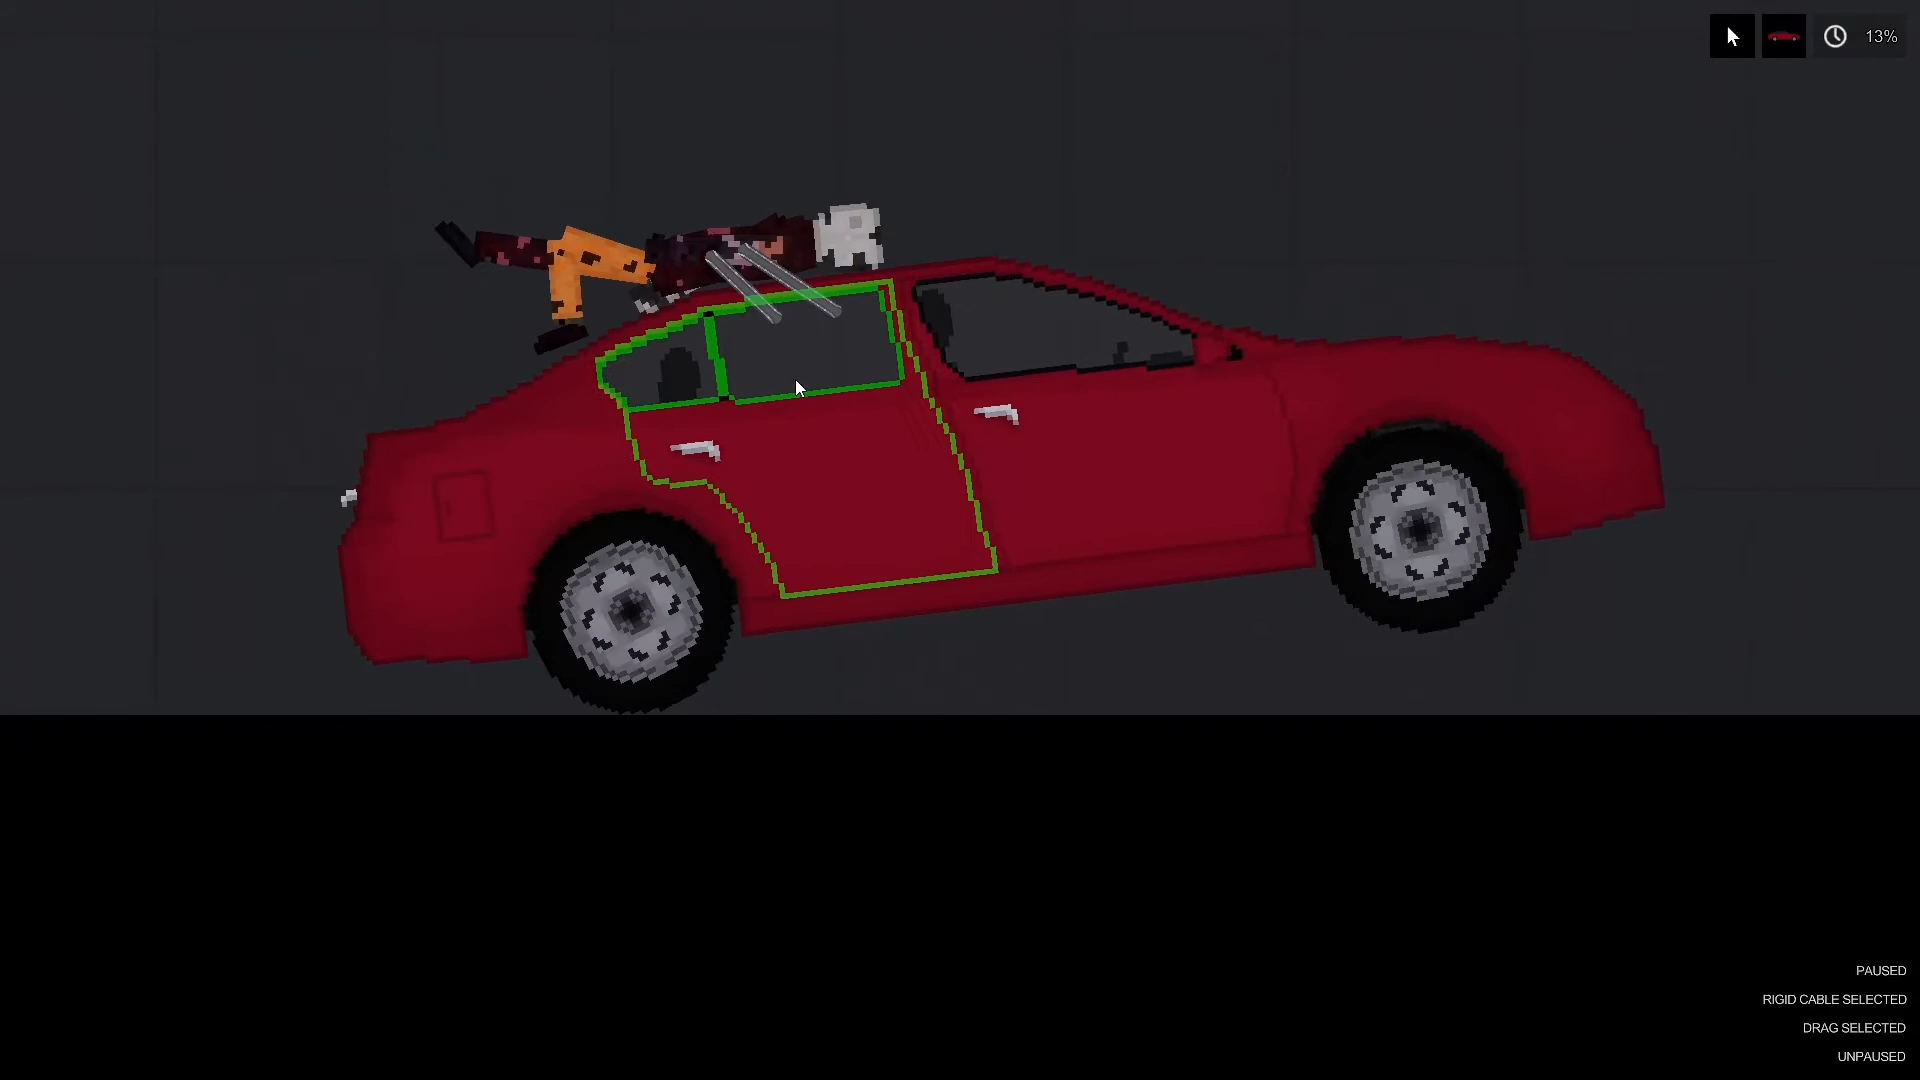 13%
PAUSED
RIGID CABLE SELECTED
DRAG SELECTED
UNPAUSED